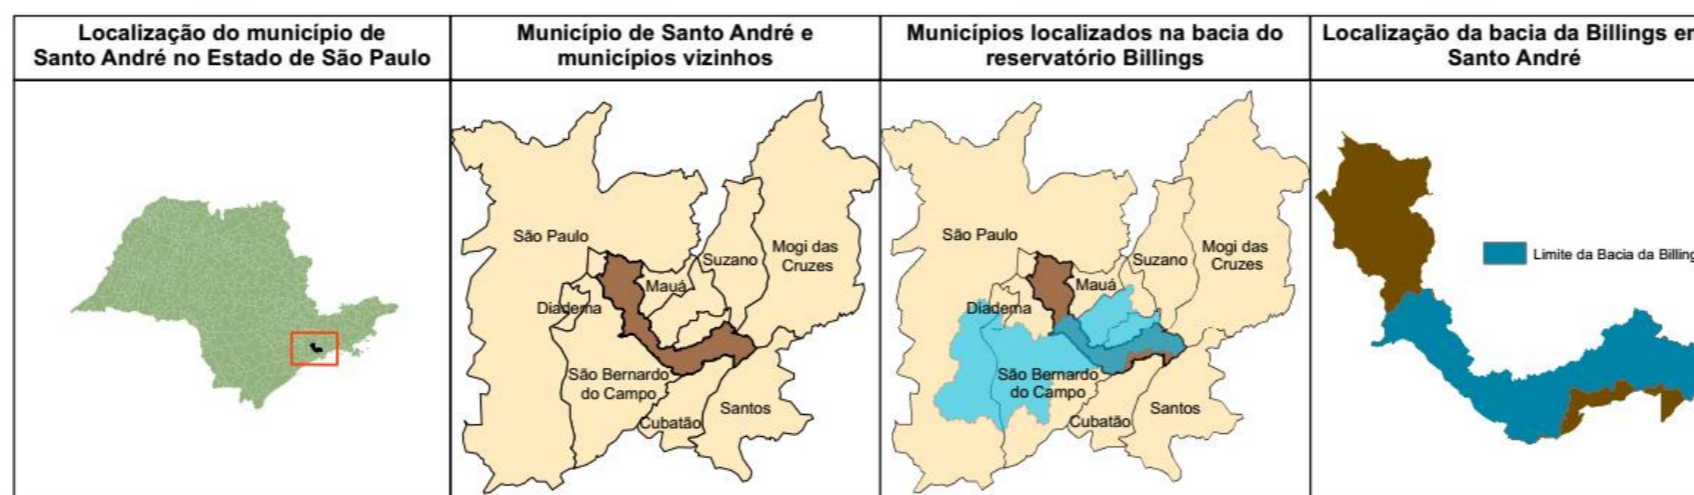 Localização do município de
Santo André no Estado de São Paulo
Município de Santo André e
municípios vizinhos
Municípios localizados na bacia do
reservatório Billings
Localização da bacia da Billings
Santo André
São Paulo
Mogi das
Cruzes
Suzano
Mauá
Diadema
São Bernardo
do Campo
Santos
Cubatão
São Paulo
Mogi das
Cruzes
Suzano
Mauá
Diadema
São Bernardo
do Campo
Santos
Cubatão
Limite da Bacia da Billing